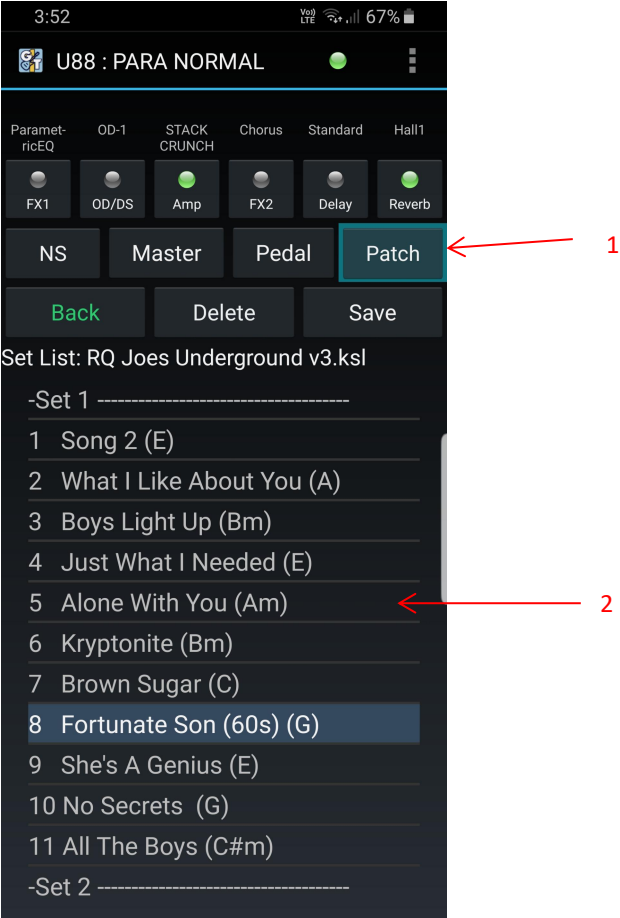 3:52 Vo)) LTE 67%
U88 : PARA NORMAL
Paramet-
ricEQ
OD-1
STACK
CRUNCH
Chorus
Standard
Hall1
FX1 OD/DS Amp FX2 Delay Reverb
NS Master Pedal Patch
1
Back Delete Save
Set List: RQ Joes Underground v3.ksl
-Set 1 -------------------------------------
1 Song 2 (E)
2 What I Like About You (A)
3 Boys Light Up (Bm)
4 Just What I Needed (E)
5 Alone With You (Am)
2
6 Kryptonite (Bm)
7 Brown Sugar (C)
8 Fortunate Son (60s) (G)
9 She's A Genius (E)
10 No Secrets (G)
11 All The Boys (C#m)
-Set 2 -------------------------------------